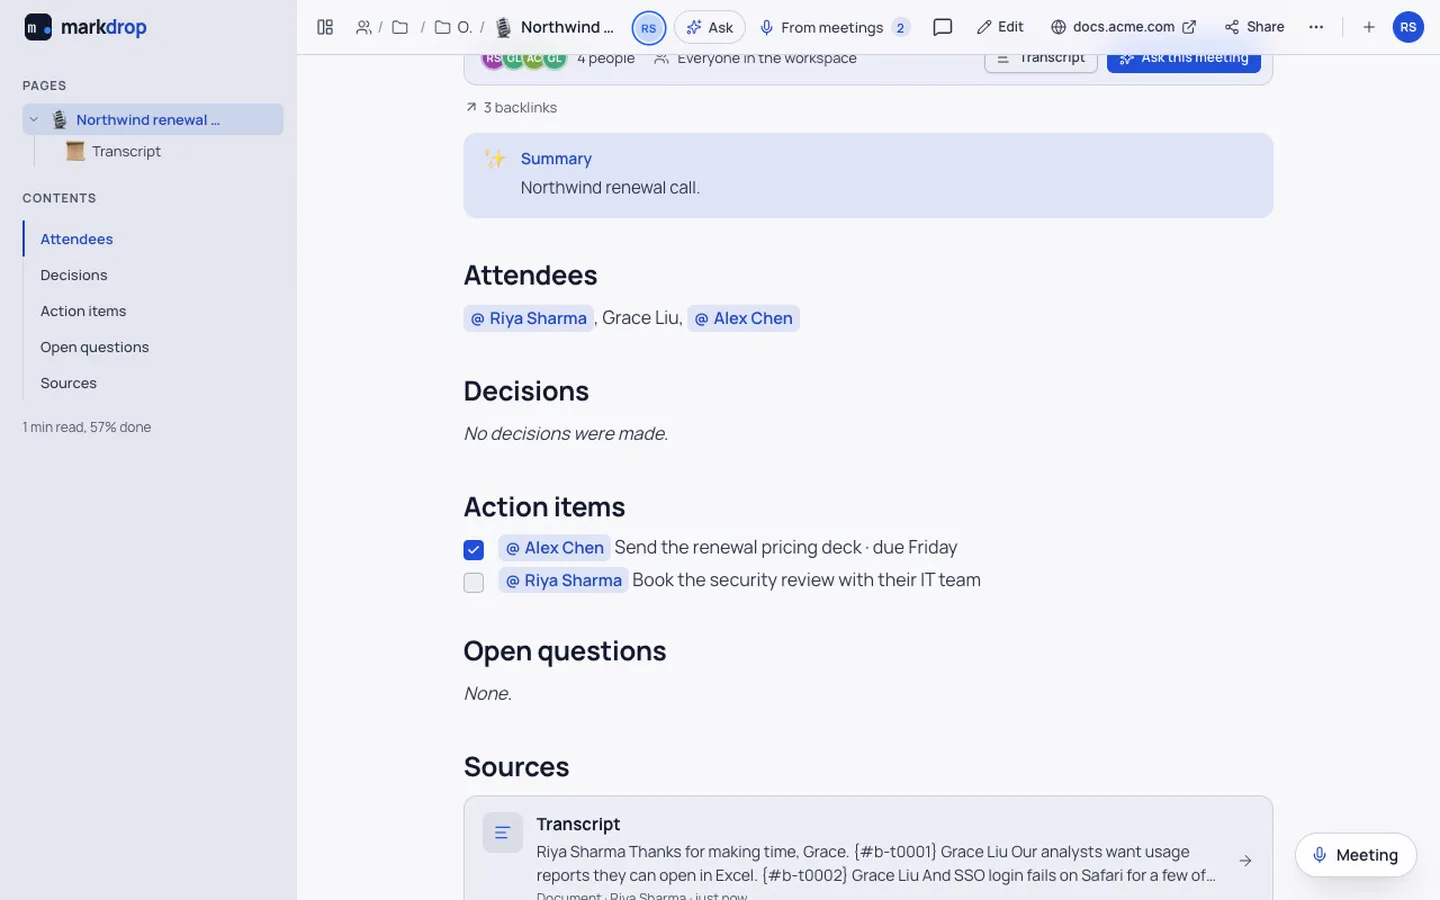 markdrop
O.
Northwind ...
RS
Ask
From meetings 2
Edit
docs.acme.com
Share
RS
PAGES
Northwind renewal ...
Transcript
CONTENTS
Attendees
Decisions
Action items
Open questions
Sources
1 min read, 57% done
RS GL AC GL 4 people Everyone in the workspace
Transcript
Ask this meeting
3 backlinks
Summary
Northwind renewal call.
Attendees
@ Riya Sharma, Grace Liu, @ Alex Chen
Decisions
No decisions were made.
Action items
@ Alex Chen Send the renewal pricing deck · due Friday
@ Riya Sharma Book the security review with their IT team
Open questions
None.
Sources
Transcript
Riya Sharma Thanks for making time, Grace. {#b-t0001} Grace Liu Our analysts want usage
reports they can open in Excel. {#b-t0002} Grace Liu And SSO login fails on Safari for a few of...
Document · Riya Sharma · just now
Meeting